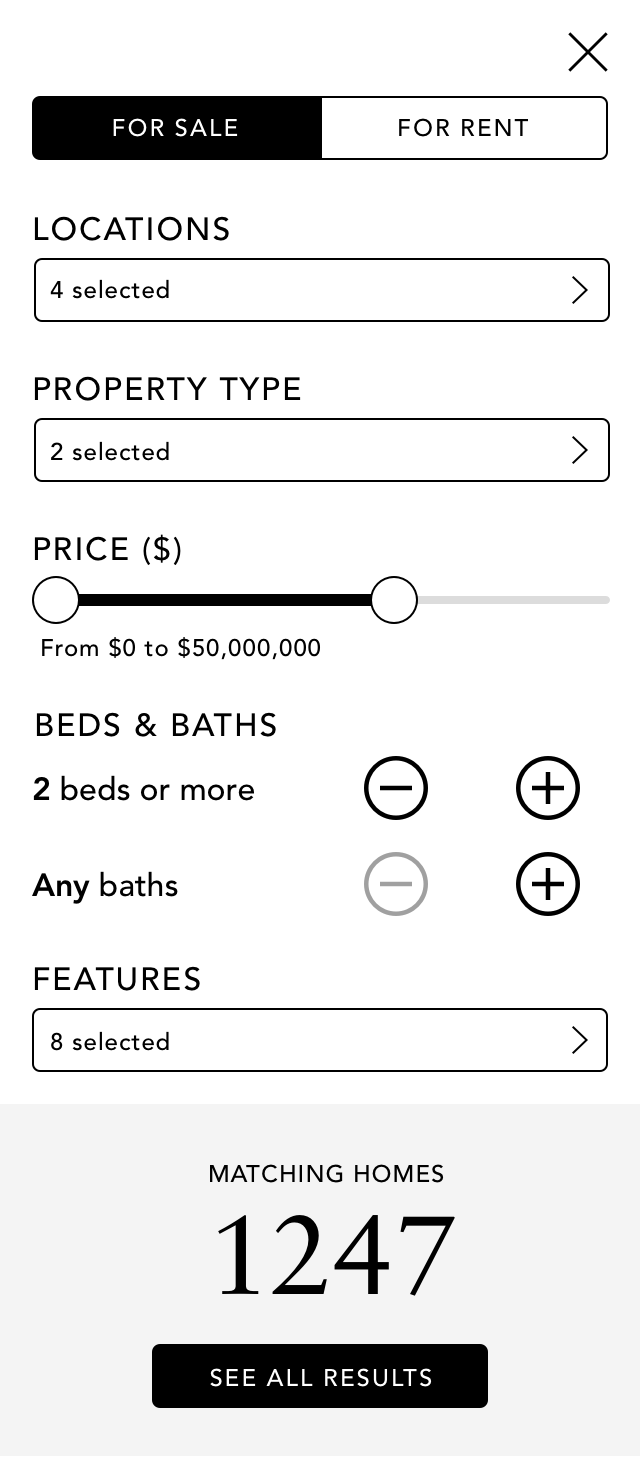 FOR SALE FOR RENT
LOCATIONS
4 selected
PROPERTY TYPE
2 selected
PRICE ($)
From $0 to $50,000,000
BEDS & BATHS
2 beds or more
Any baths
FEATURES
8 selected
MATCHING HOMES
1247
SEE ALL RESULTS